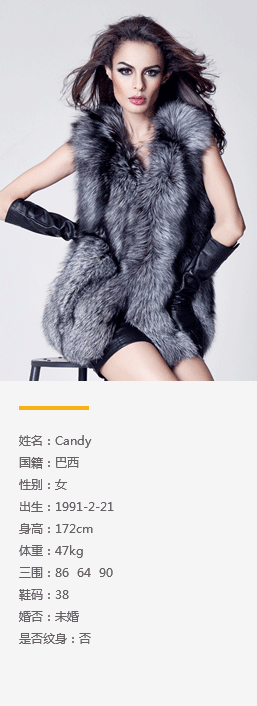 姓名：Candy
国籍：巴西
性别：女
出生：1991-2-21
身高：172cm
体重：47kg
三围：86 64 90
鞋码：38
婚否：未婚
是否纹身：否